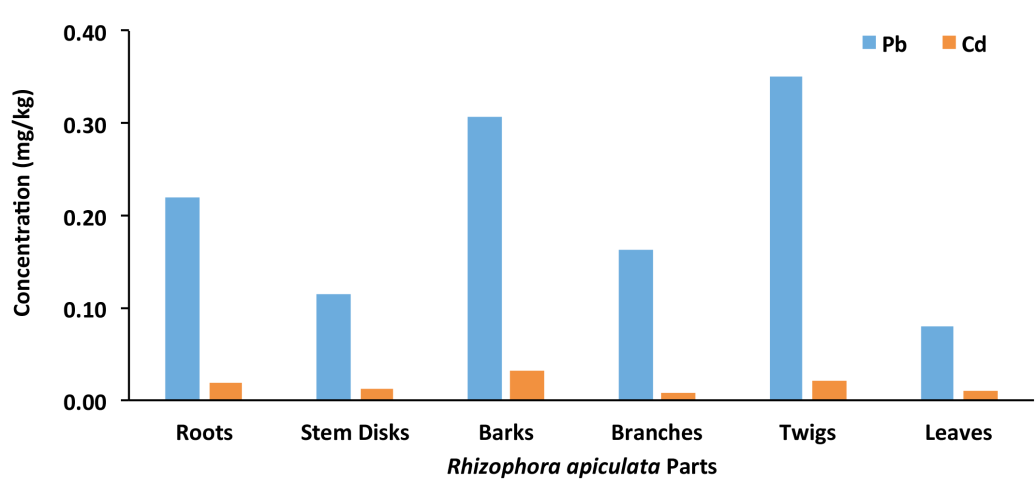 0.40
Pb
Cd
0.30
0.20
0.10
0.00
Concentration (mg/kg)
Roots
Stem Disks
Barks
Branches
Twigs
Leaves
Rhizophora apiculata Parts